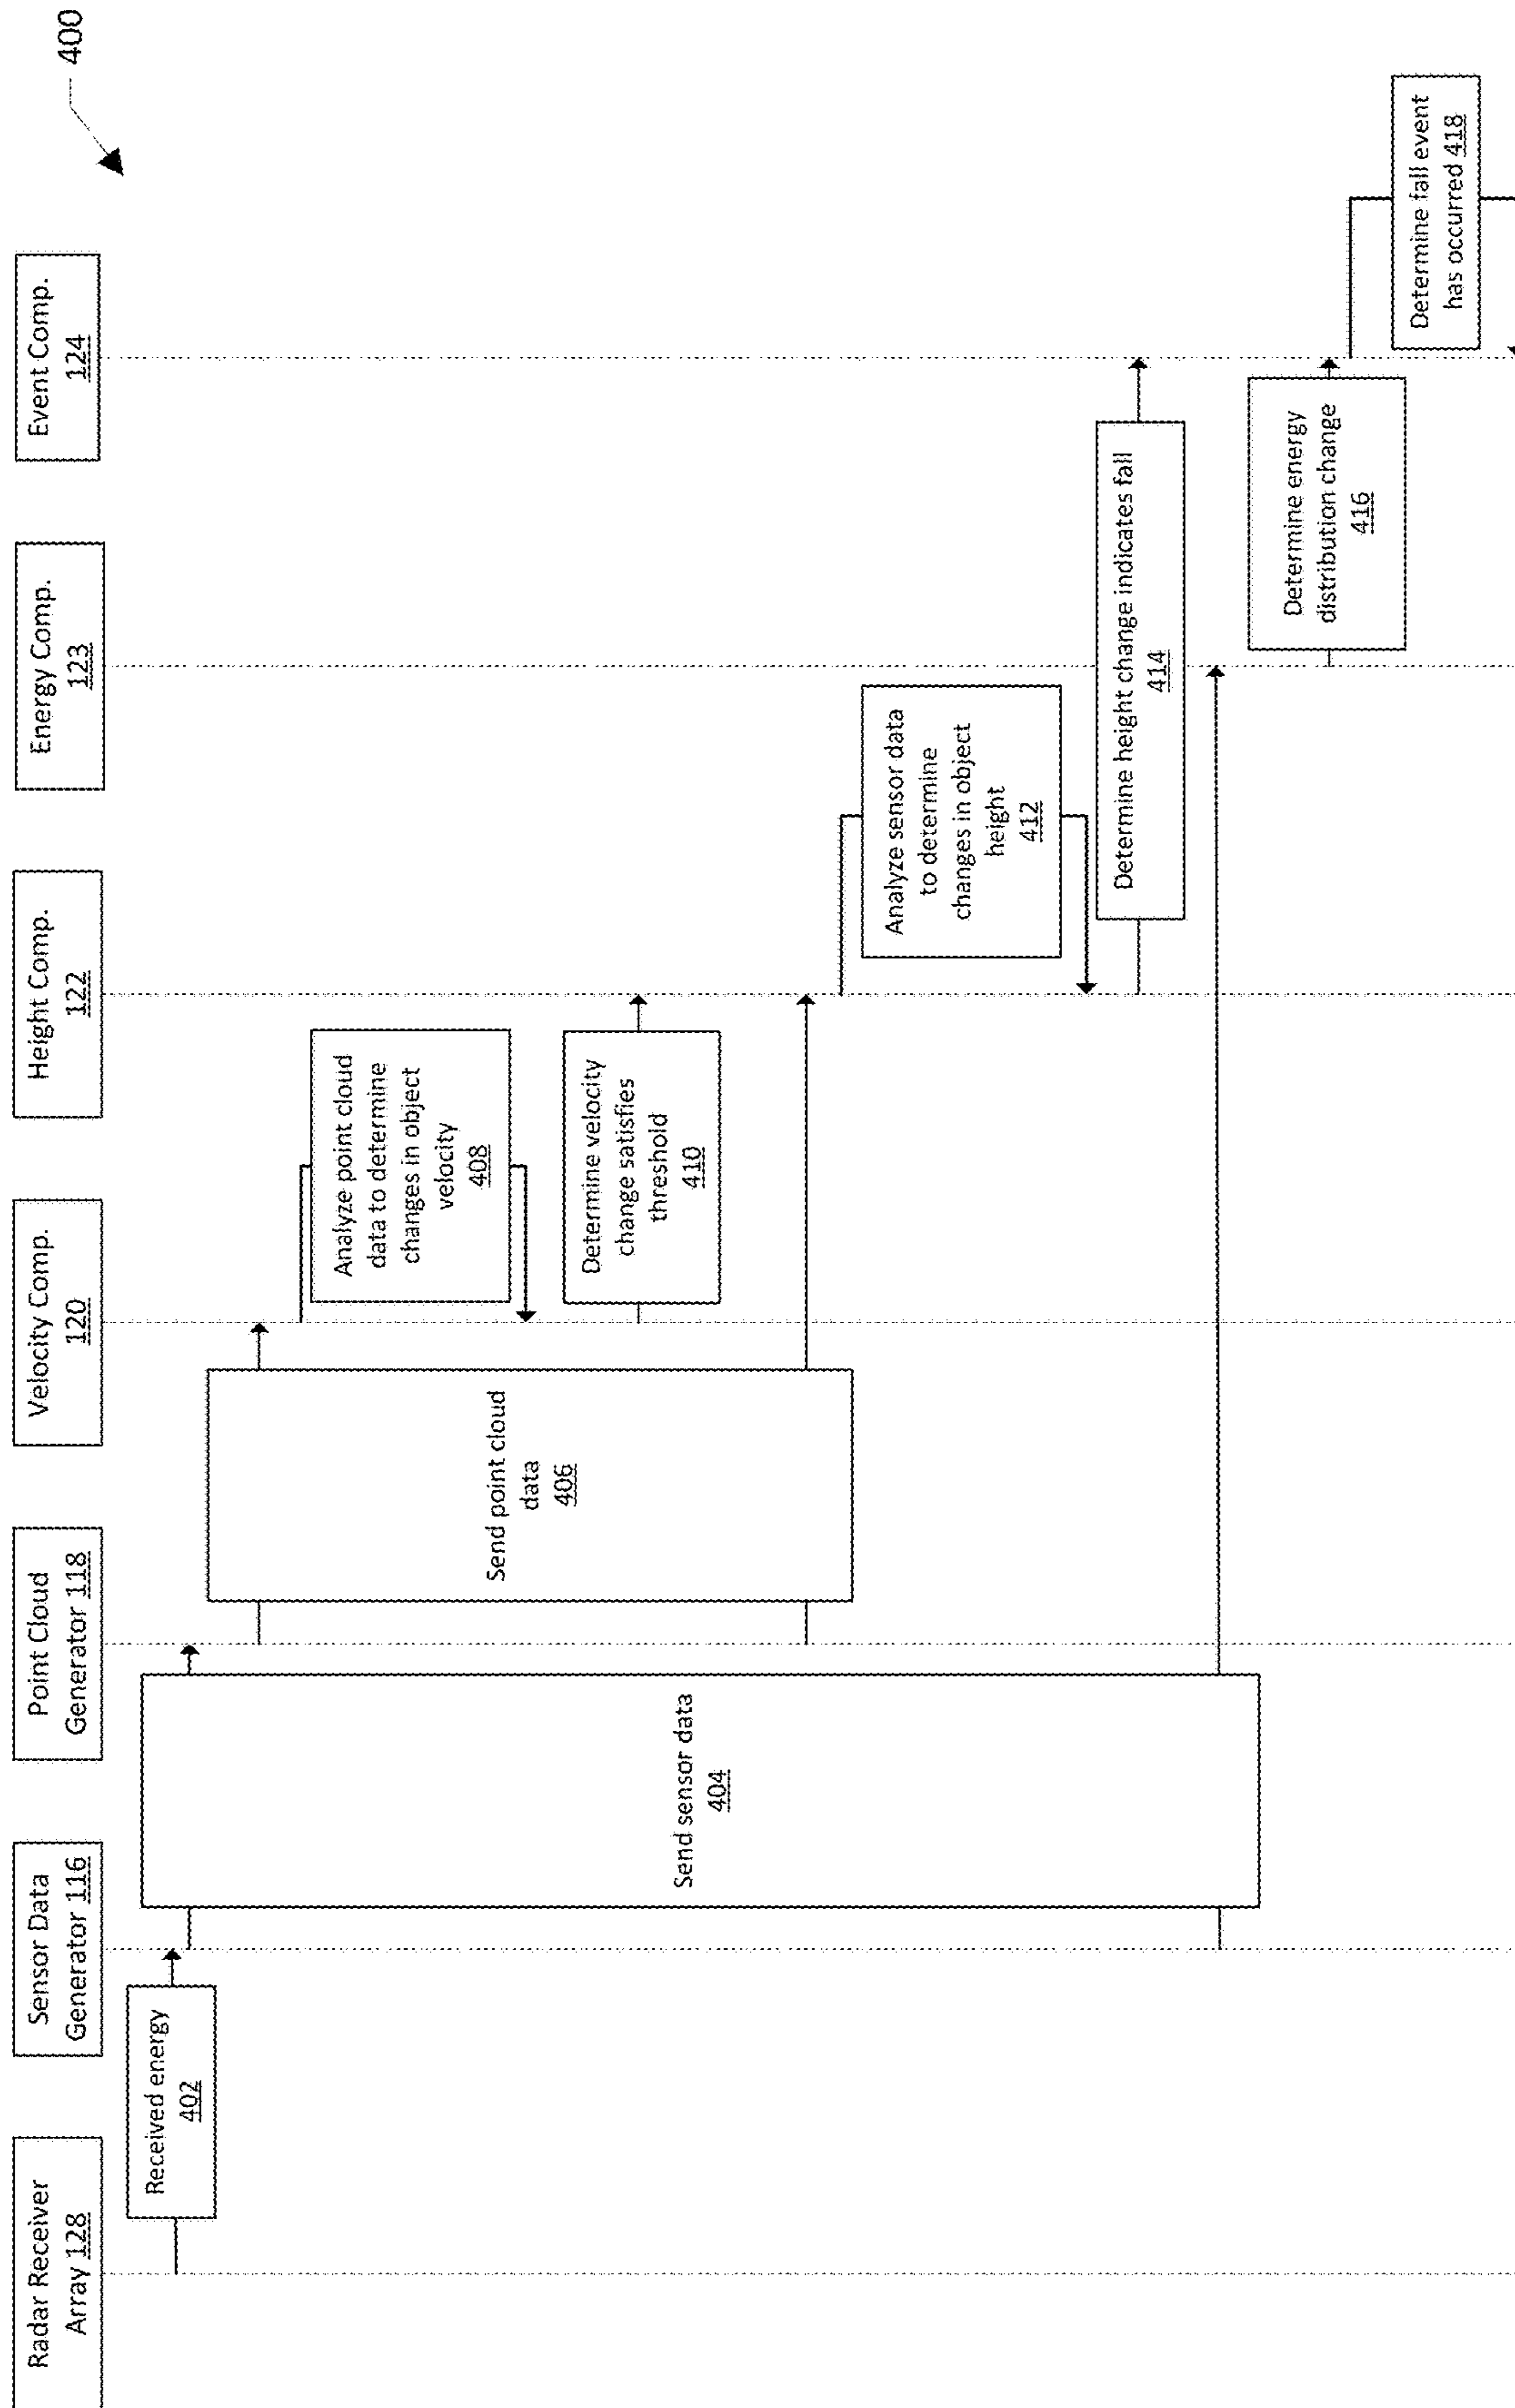 400
Radar Receiver
Array 128
Sensor Data
Generator 116
Point Cloud
Generator 118
Velocity Comp.
120
Height Comp.
122
Energy Comp.
123
Event Comp.
124
Received energy
402
Send sensor data
404
Send point cloud
data
406
Analyze point cloud
data to determine
changes in object
velocity
408
Determine velocity
change satisfies
threshold
410
Analyze sensor data
to determine
changes in object
height
412
Determine height change indicates fall
414
Determine energy
distribution change
416
Determine fall event
has occurred 418